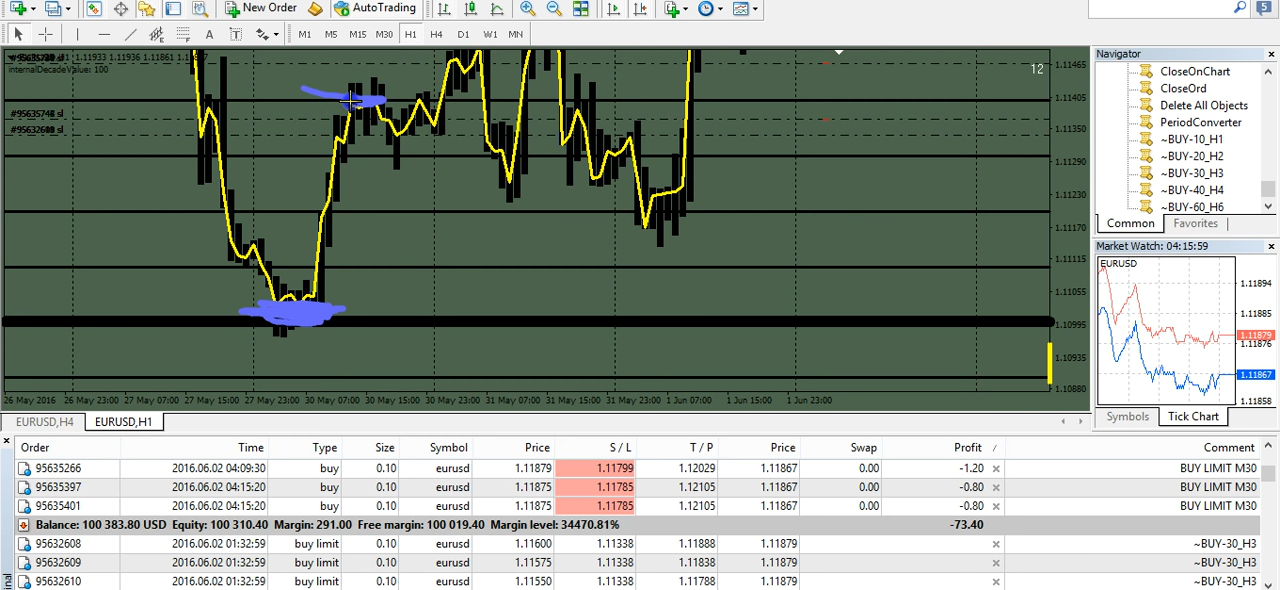 New Order AutoTrading
A T M1 M5 M15 M30 H1 H4 D1 W1 MN
1.11933 1.11936 1.11861
internalDecadeValue: 100
12
1.11465
1.11405
1.11350
1.11290
1.11230
1.11170
1.11115
1.11055
1.10995
1.10935
1.10880
26 May 2016 26 May 23:00 27 May 07:00 27 May 15:00 27 May 23:00 30 May 07:00 30 May 15:00 30 May 23:00 31 May 07:00 31 May 15:00 31 May 23:00 1 Jun 07:00 1 Jun 15:00 1 Jun 23:00
EURUSD,H4 EURUSD,H1
Navigator
CloseOnChart
CloseOrd
Delete All Objects
PeriodConverter
~BUY-10_H1
~BUY-20_H2
~BUY-30_H3
~BUY-40_H4
~BUY-60_H6
Common Favorites
Market Watch: 04:15:59
EURUSD
1.11894
1.11885
1.11879
1.11876
1.11867
1.11858
Symbols Tick Chart
Order Time Type Size Symbol Price S / L T / P Price Swap Profit / Comment
95635266 2016.06.02 04:09:30 buy 0.10 eurusd 1.11879 1.11799 1.12029 1.11867 0.00 -1.20 BUY LIMIT M30
95635397 2016.06.02 04:15:20 buy 0.10 eurusd 1.11875 1.11785 1.12105 1.11867 0.00 -0.80 BUY LIMIT M30
95635401 2016.06.02 04:15:20 buy 0.10 eurusd 1.11875 1.11785 1.12105 1.11867 0.00 -0.80 BUY LIMIT M30
Balance: 100 383.80 USD Equity: 100 310.40 Margin: 291.00 Free margin: 100 019.40 Margin level: 34470.81% -73.40
95632608 2016.06.02 01:32:59 buy limit 0.10 eurusd 1.11600 1.11338 1.11888 1.11879 ~BUY-30_H3
95632609 2016.06.02 01:32:59 buy limit 0.10 eurusd 1.11575 1.11338 1.11838 1.11879 ~BUY-30_H3
95632610 2016.06.02 01:32:59 buy limit 0.10 eurusd 1.11550 1.11338 1.11788 1.11879 ~BUY-30_H3